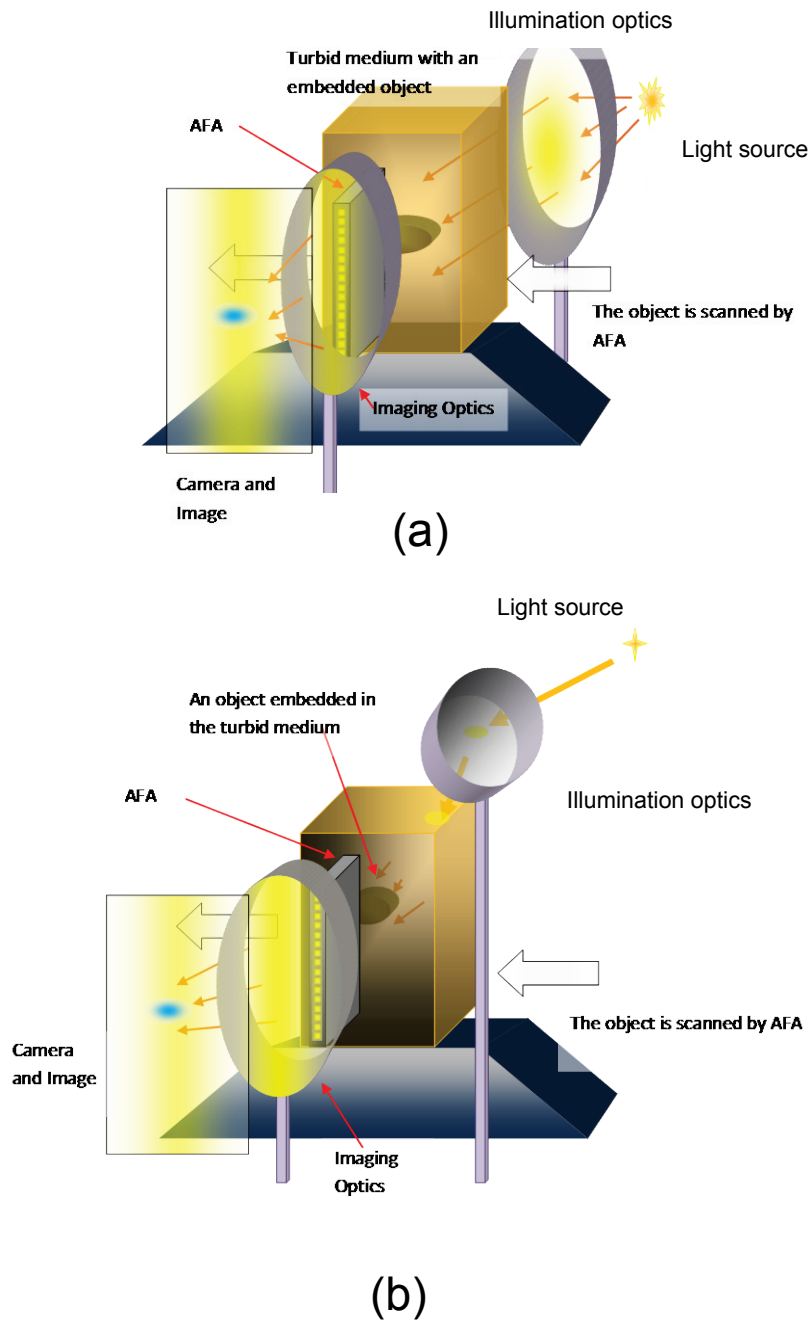 Illumination optics
Turbid medium with an
embedded object
AFA
Light source
The object is scanned by
AFA
Imaging Optics
Camera and
Image
(a)
Light source
An object embedded in
the turbid medium
AFA
Illumination optics
The object is scanned by AFA
Camera
and Image
Imaging
Optics
(b)